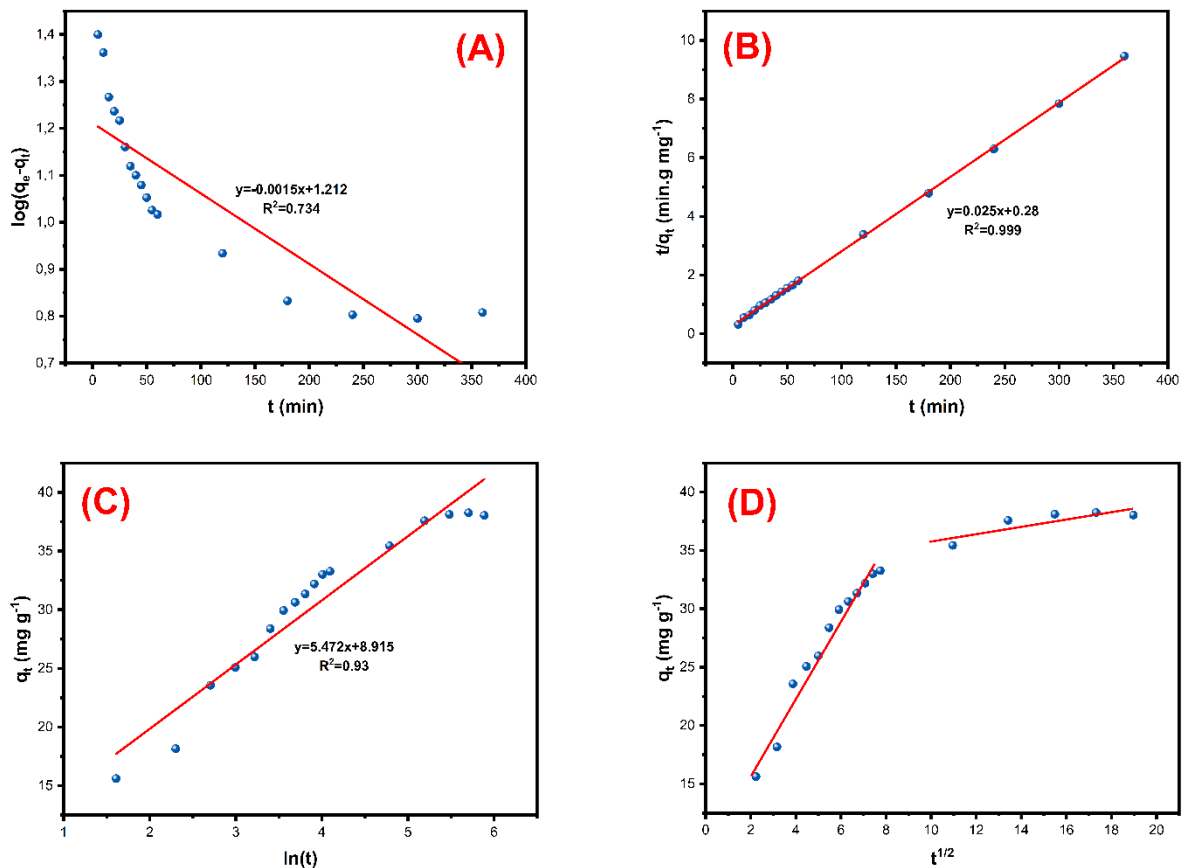 (A)
log(qe-qt)
1,4
1,3
1,2
1,1
1,0
0,9
0,8
0,7
y=-0.0015x+1.212
R²=0.734
0 50 100 150 200 250 300 350 400
t (min)
(B)
t/qt (min.g mg⁻¹)
10
8
6
4
2
0
y=0.025x+0.28
R²=0.999
0 50 100 150 200 250 300 350 400
t (min)
(C)
qt (mg g⁻¹)
40
35
30
25
20
15
y=5.472x+8.915
R²=0.93
1 2 3 4 5 6
ln(t)
(D)
qt (mg g⁻¹)
40
35
30
25
20
15
0 2 4 6 8 10 12 14 16 18 20
t¹/²